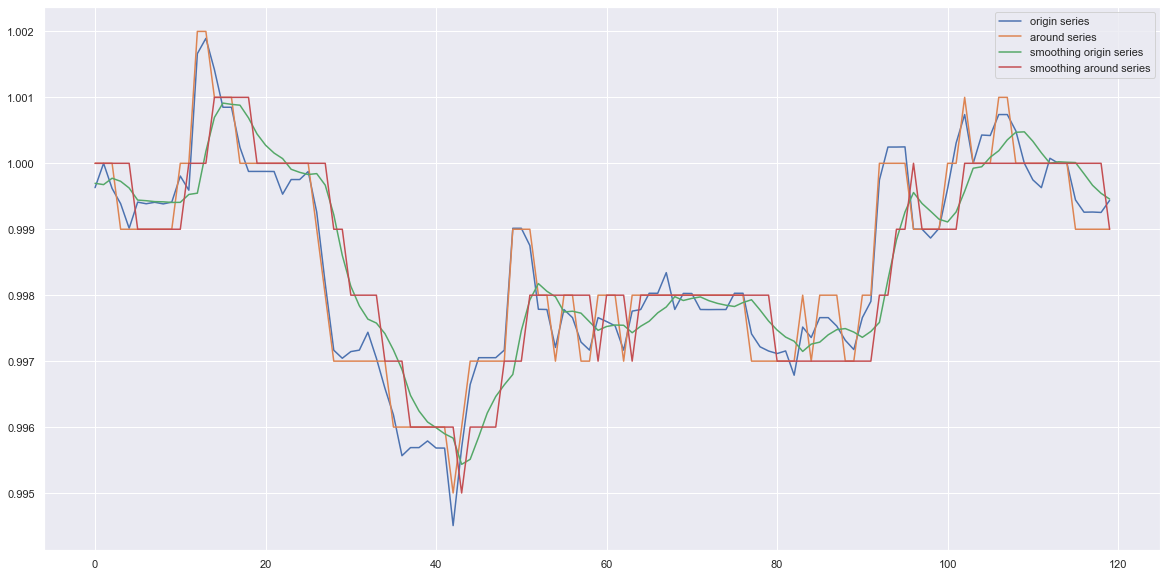 origin series
around series
smoothing origin series
smoothing around series
1.002
1.001
1.000
0.999
0.998
0.997
0.996
0.995
0 20 40 60 80 100 120